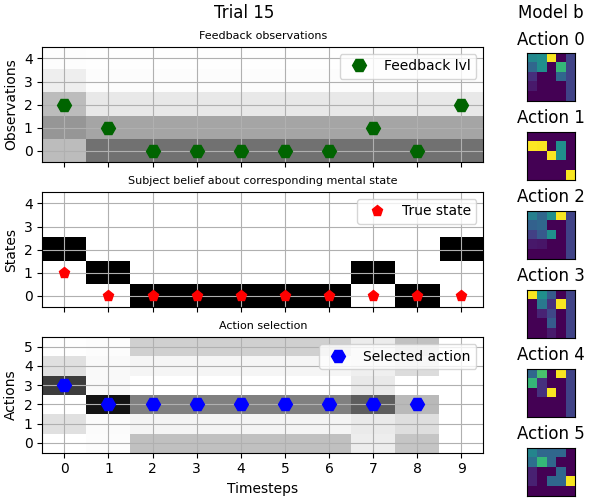 Trial 15
Model b
Feedback observations
Observations
4
3
2
1
0
Feedback lvl
Subject belief about corresponding mental state
States
4
3
2
1
0
True state
Action selection
Actions
5
4
3
2
1
0
Selected action
0 1 2 3 4 5 6 7 8 9
Timesteps
Action 0
Action 1
Action 2
Action 3
Action 4
Action 5